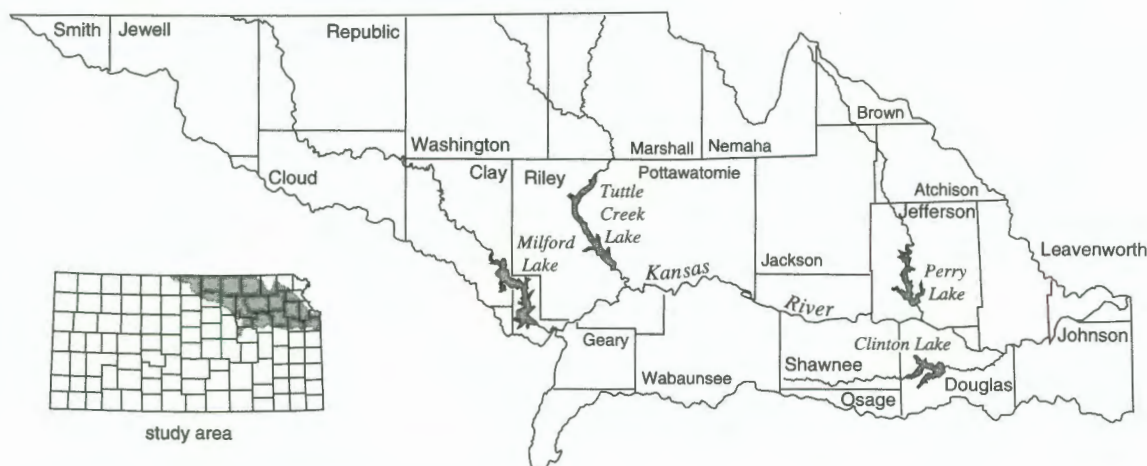 Smith
Jewell
Republic
Brown
Washington
Marshall
Nemaha
Cloud
Clay
Riley
Pottawatomie
Atchison
Jefferson
Tuttle
Creek
Lake
Milford
Lake
Leavenworth
Jackson
Kansas
River
Perry
Lake
Geary
Clinton Lake
Johnson
Shawnee
Wabaunsee
Douglas
Osage
study area